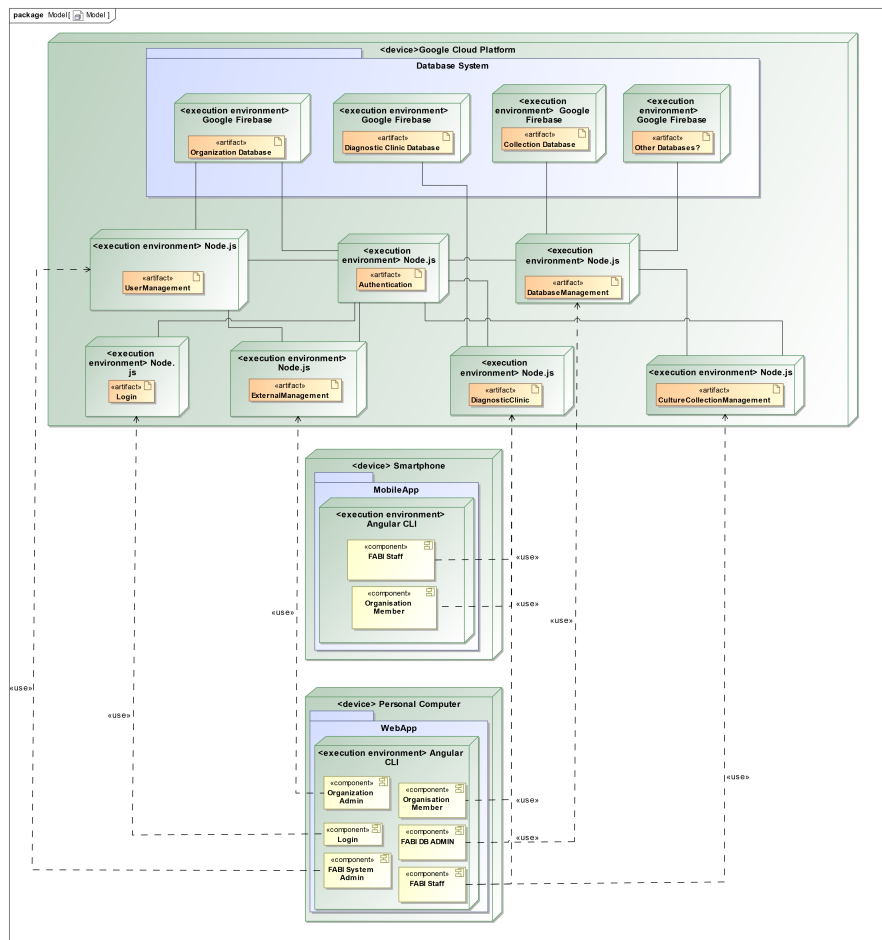 package Model[ Model ]
<device>Google Cloud Platform
Database System
<execution environment>
Google Firebase
«artifact»
Organization Database
<execution environment>
Google Firebase
«artifact»
Diagnostic Clinic Database
<execution
environment> Google
Firebase
«artifact»
Collection Database
<execution
environment>
Google Firebase
«artifact»
Other Databases?
<execution environment> Node.js
«artifact»
UserManagement
<execution
environment> Node.js
«artifact»
Authentication
<execution
environment> Node.js
«artifact»
DatabaseManagement
<execution
environment> Node.
js
«artifact»
Login
<execution environment>
Node.js
«artifact»
ExternalManagement
<execution
environment> Node.js
«artifact»
DiagnosticClinic
<execution environment> Node.js
«artifact»
CultureCollectionManagement
<device> Smartphone
MobileApp
<execution environment>
Angular CLI
«component»
FABI Staff
«use»
«component»
Organisation
Member
«use»
«use»
«use»
«use»
«use»
<device> Personal Computer
WebApp
<execution environment> Angular
CLI
«use»
«component»
Organization
Admin
«component»
Organisation
Member
«use»
«component»
Login
«component»
FABI DB ADMIN
«use»
«component»
FABI System
Admin
«component»
FABI Staff